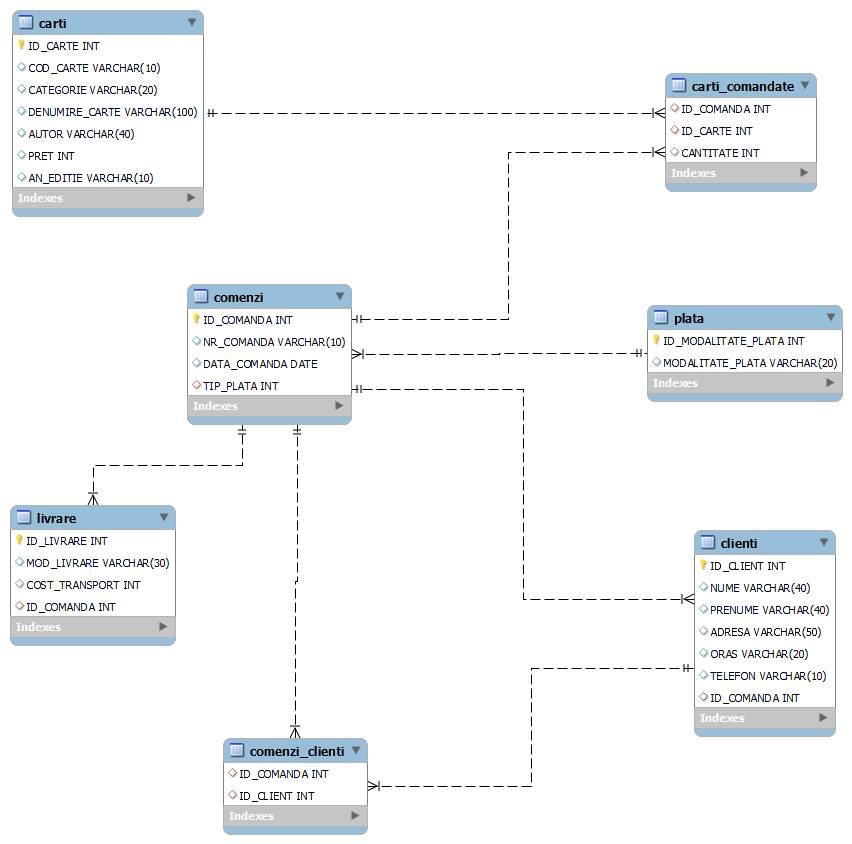 carti
ID_CARTE INT
COD_CARTE VARCHAR(10)
CATEGORIE VARCHAR(20)
DENUMIRE_CARTE VARCHAR(100)
AUTOR VARCHAR(40)
PRET INT
AN_EDITIE VARCHAR(10)
Indexes
carti_comandate
ID_COMANDA INT
ID_CARTE INT
CANTITATE INT
Indexes
comenzi
ID_COMANDA INT
NR_COMANDA VARCHAR(10)
DATA_COMANDA DATE
TIP_PLATA INT
Indexes
plata
ID_MODALITATE_PLATA INT
MODALITATE_PLATA VARCHAR(20)
Indexes
livrare
ID_LIVRARE INT
MOD_LIVRARE VARCHAR(30)
COST_TRANSPORT INT
ID_COMANDA INT
Indexes
clienti
ID_CLIENT INT
NUME VARCHAR(40)
PRENUME VARCHAR(40)
ADRESA VARCHAR(50)
ORAS VARCHAR(20)
TELEFON VARCHAR(10)
ID_COMANDA INT
Indexes
comenzi_clienti
ID_COMANDA INT
ID_CLIENT INT
Indexes